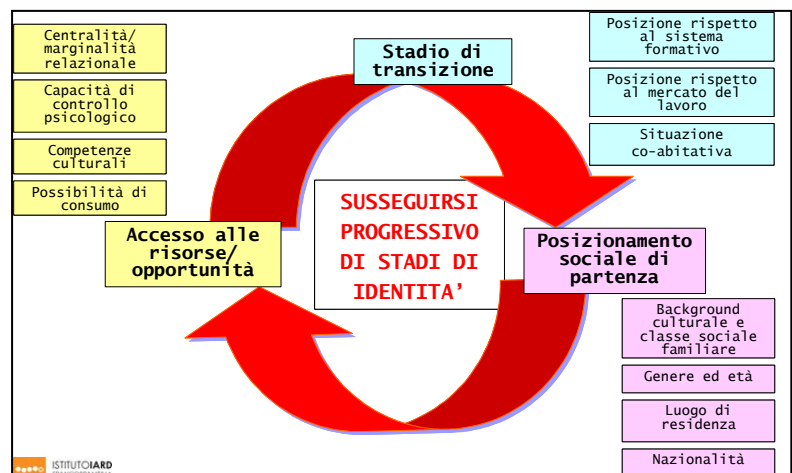 Centralità/
marginalità
relazionale
Capacità di
controllo
psicologico
Competenze
culturali
Possibilità di
consumo
Stadio di
transizione
Posizione rispetto
al sistema
formativo
Posizione rispetto
al mercato del
lavoro
Situazione
co-abitativa
SUSSEGUIRSI
PROGRESSIVO
DI STADI DI
IDENTITA'
Accesso alle
risorse/
opportunità
Posizionamento
sociale di
partenza
Background
culturale e
classe sociale
familiare
Genere ed età
Luogo di
residenza
Nazionalità
ISTITUTOIARD